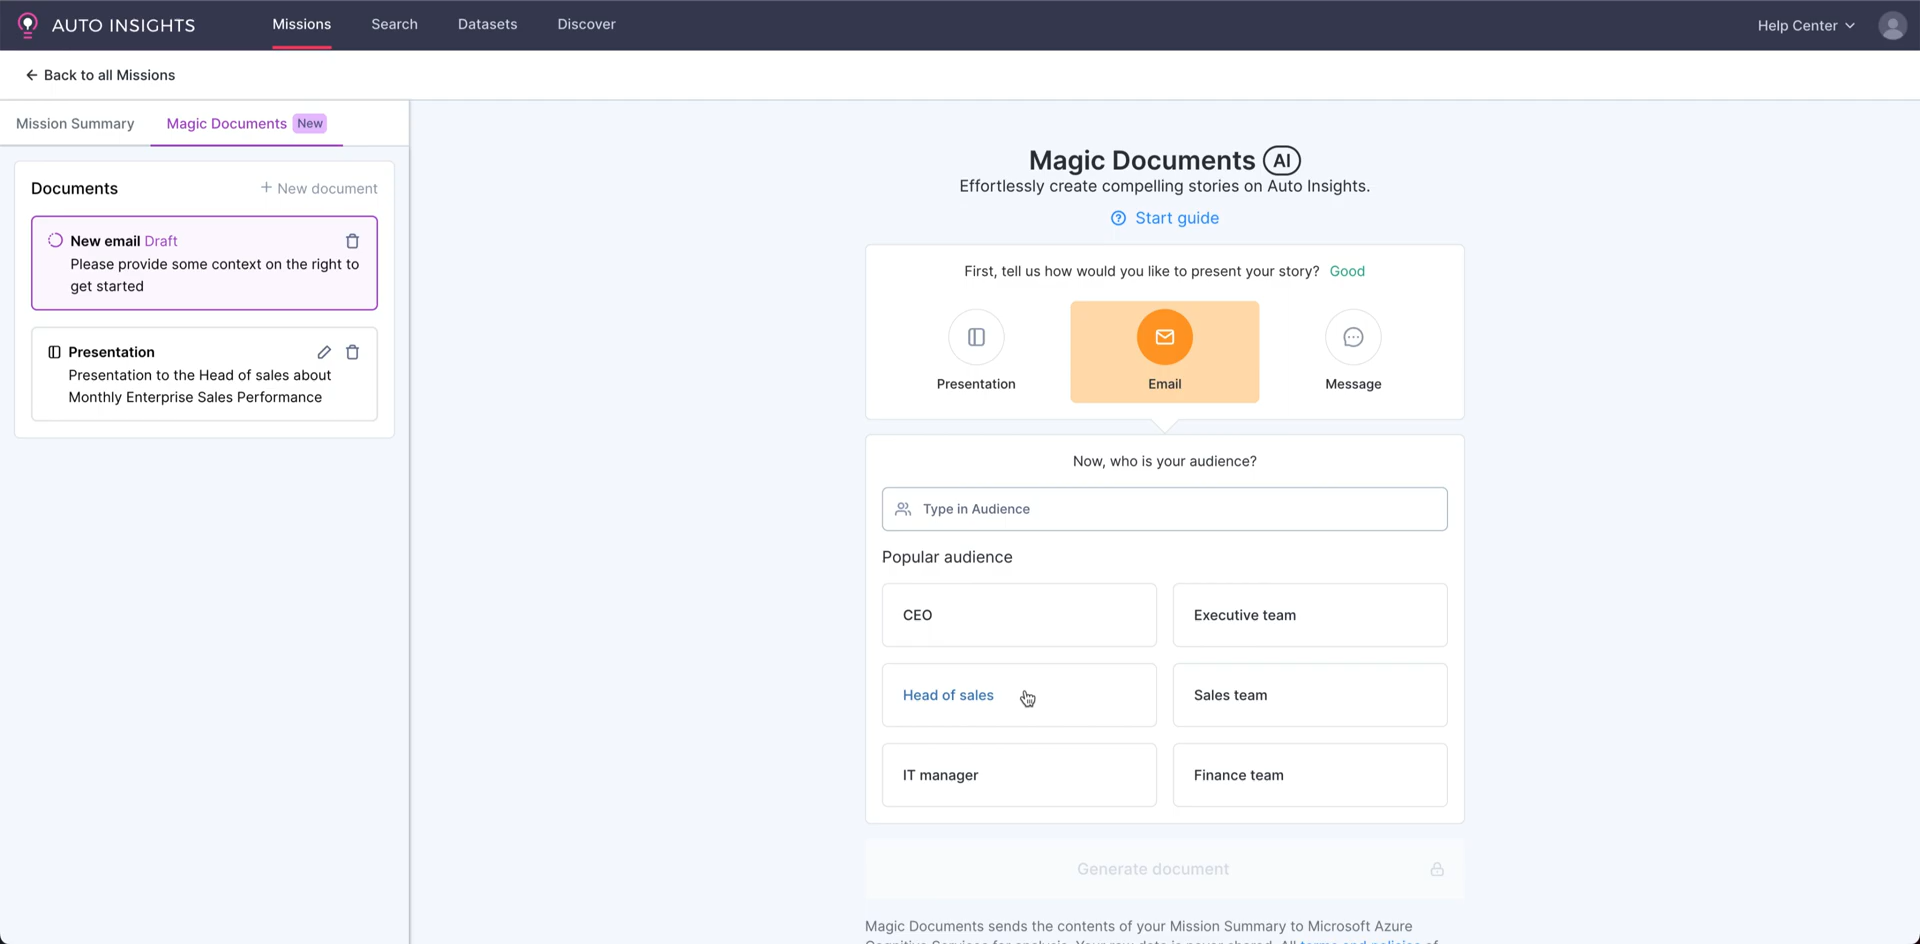 AUTO INSIGHTS
Missions
Search
Datasets
Discover
Help Center
Back to all Missions
Mission Summary
Magic Documents New
Documents
+ New document
New email Draft
Please provide some context on the right to
get started
Presentation
Presentation to the Head of sales about
Monthly Enterprise Sales Performance
Magic Documents AI
Effortlessly create compelling stories on Auto Insights.
Start guide
First, tell us how would you like to present your story? Good
Presentation
Email
Message
Now, who is your audience?
Type in Audience
Popular audience
CEO
Executive team
Head of sales
Sales team
IT manager
Finance team
Generate document
Magic Documents sends the contents of your Mission Summary to Microsoft Azure
Cognitive Services for analysis. Your raw data is never shared. All terms and policies of